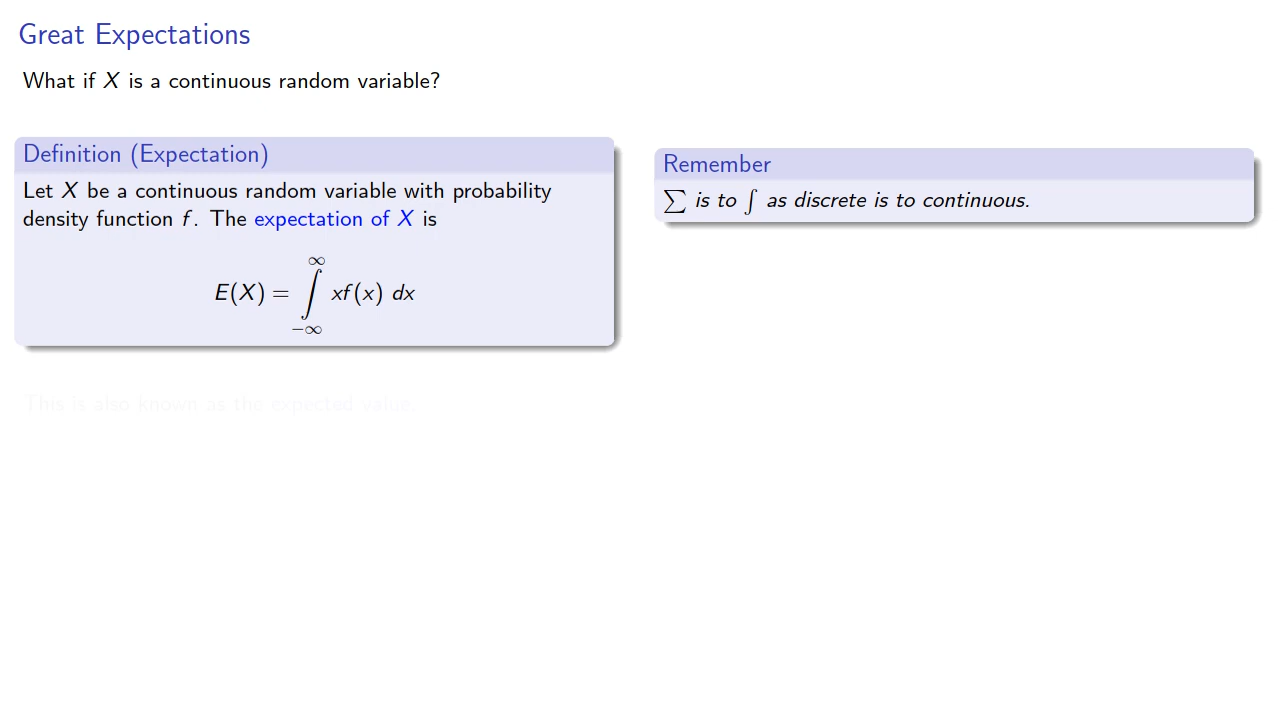 Great Expectations
What if X is a continuous random variable?
Definition (Expectation)
Let X be a continuous random variable with probability
density function f. The expectation of X is
E(X) = ∫_{-∞}^{∞} xf(x) dx
Remember
∑ is to ∫ as discrete is to continuous.
This is also known as the expected value.